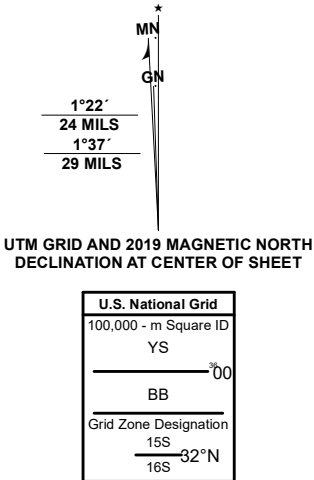 ★
MN
GN
1°22´
24 MILS
1°37´
29 MILS
UTM GRID AND 2019 MAGNETIC NORTH
DECLINATION AT CENTER OF SHEET
U.S. National Grid
100,000 - m Square ID
YS
³⁶00
BB
Grid Zone Designation
15S
32°N
16S